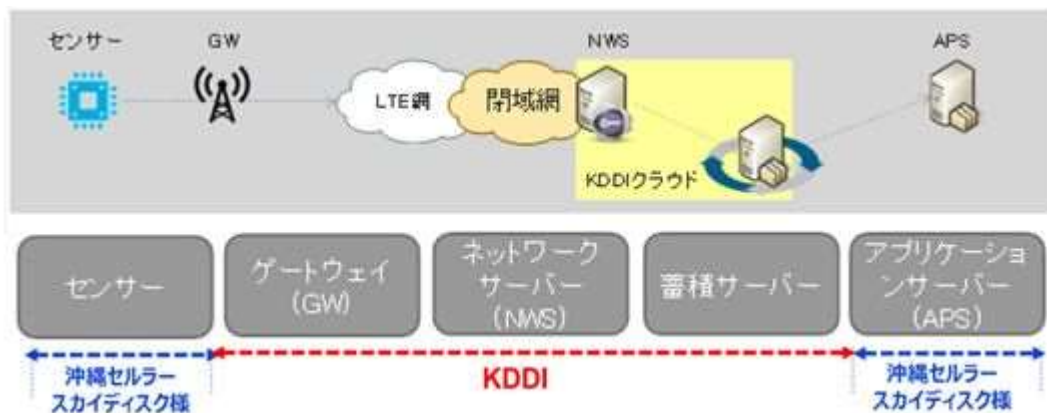 センサー
GW
NWS
APS
LTE網
閉域網
KDDIクラウド
センサー
ゲートウェイ
(GW)
ネットワーク
サーバー
(NWS)
蓄積サーバー
アプリケーショ
ンサーバー
(APS)
沖縄セルラー
スカイディスク様
KDDI
沖縄セルラー
スカイディスク様